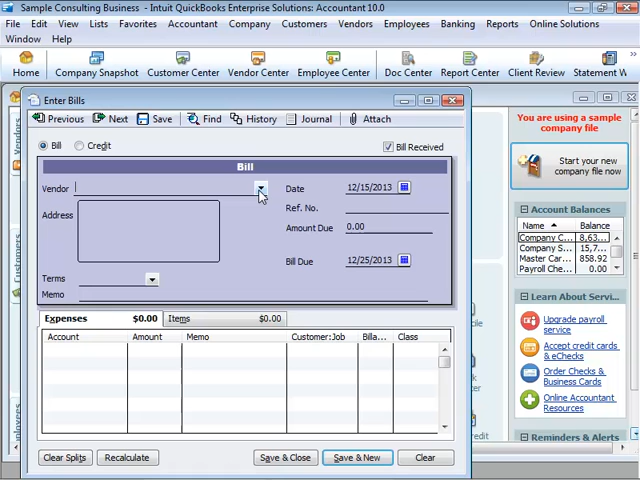 Sample Consulting Business - Intuit QuickBooks Enterprise Solutions: Accountant 10.0
File Edit View Lists Favorites Accountant Company Customers Vendors Employees Banking Reports Online Solutions
Window Help
Home Company Snapshot Customer Center Vendor Center Employee Center Doc Center Report Center Client Review Statement W
Enter Bills
Previous Next Save Find History Journal Attach
Bill Credit Bill Received
Bill
Vendor Date 12/15/2013
Address Ref. No.
Amount Due 0.00
Bill Due 12/25/2013
Terms
Memo
Expenses $0.00 Items $0.00
Account Amount Memo Customer:Job Billa... Class
Clear Splits Recalculate Save & Close Save & New Clear
You are using a sample
company file
Start your new
company file now
Account Balances
Name Balance
Company C... 8,63...
Company S... 15,7...
Master Car... 858.92
Payroll Che... 0.00
Learn About Servi...
Upgrade payroll
service
Accept credit cards
& eChecks
Order Checks &
Business Cards
Online Accountant
Resources
Reminders & Alerts